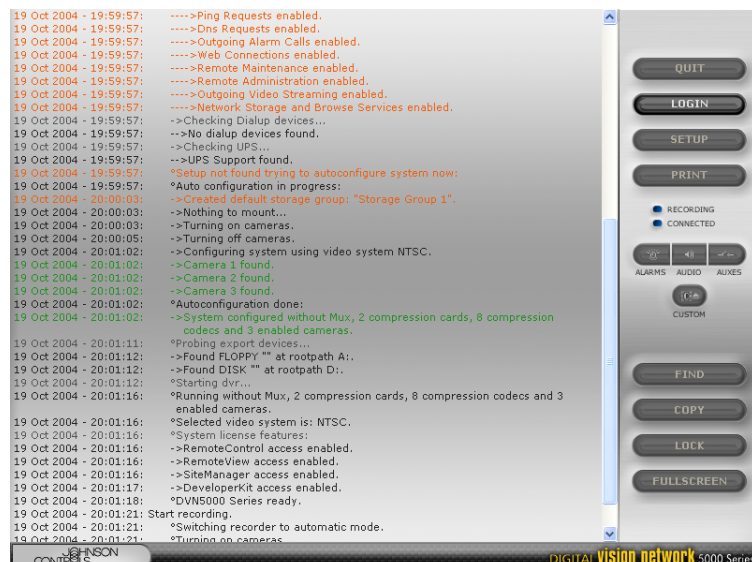 19 Oct 2004 - 19:59:57: ---->Ping Requests enabled.
19 Oct 2004 - 19:59:57: ---->Dns Requests enabled.
19 Oct 2004 - 19:59:57: ---->Outgoing Alarm Calls enabled.
19 Oct 2004 - 19:59:57: ---->Web Connections enabled.
19 Oct 2004 - 19:59:57: ---->Remote Maintenance enabled.
19 Oct 2004 - 19:59:57: ---->Remote Administration enabled.
19 Oct 2004 - 19:59:57: ---->Outgoing Video Streaming enabled.
19 Oct 2004 - 19:59:57: ---->Network Storage and Browse Services enabled.
19 Oct 2004 - 19:59:57: ->Checking Dialup devices...
19 Oct 2004 - 19:59:57: -->No dialup devices found.
19 Oct 2004 - 19:59:57: ->Checking UPS...
19 Oct 2004 - 19:59:57: -->UPS Support found.
19 Oct 2004 - 19:59:57: °Setup not found trying to autoconfigure system now:
19 Oct 2004 - 19:59:57: °Auto configuration in progress:
19 Oct 2004 - 20:00:03: ->Created default storage group: "Storage Group 1".
19 Oct 2004 - 20:00:03: ->Nothing to mount...
19 Oct 2004 - 20:00:03: ->Turning on cameras.
19 Oct 2004 - 20:00:05: ->Turning off cameras.
19 Oct 2004 - 20:01:02: ->Configuring system using video system NTSC.
19 Oct 2004 - 20:01:02: ->Camera 1 found.
19 Oct 2004 - 20:01:02: ->Camera 2 found.
19 Oct 2004 - 20:01:02: ->Camera 3 found.
19 Oct 2004 - 20:01:02: °Autoconfiguration done:
19 Oct 2004 - 20:01:02: ->System configured without Mux, 2 compression cards, 8 compression
codecs and 3 enabled cameras.
19 Oct 2004 - 20:01:11: °Probing export devices...
19 Oct 2004 - 20:01:12: ->Found FLOPPY "" at rootpath A:.
19 Oct 2004 - 20:01:12: ->Found DISK "" at rootpath D:.
19 Oct 2004 - 20:01:12: °Starting dvr...
19 Oct 2004 - 20:01:16: °Running without Mux, 2 compression cards, 8 compression codecs and 3
enabled cameras.
19 Oct 2004 - 20:01:16: °Selected video system is: NTSC.
19 Oct 2004 - 20:01:16: °System license features:
19 Oct 2004 - 20:01:16: ->RemoteControl access enabled.
19 Oct 2004 - 20:01:16: ->RemoteView access enabled.
19 Oct 2004 - 20:01:16: ->SiteManager access enabled.
19 Oct 2004 - 20:01:17: ->DeveloperKit access enabled.
19 Oct 2004 - 20:01:18: °DVN5000 Series ready.
19 Oct 2004 - 20:01:21: Start recording.
19 Oct 2004 - 20:01:21: °Switching recorder to automatic mode.
19 Oct 2004 - 20:01:21: °Turning on cameras
QUIT
LOGIN
SETUP
PRINT
RECORDING
CONNECTED
ALARMS AUDIO AUXES
CUSTOM
FIND
COPY
LOCK
FULLSCREEN
JOHNSON
CONTROLS
DIGITAL vision network 5000 Series